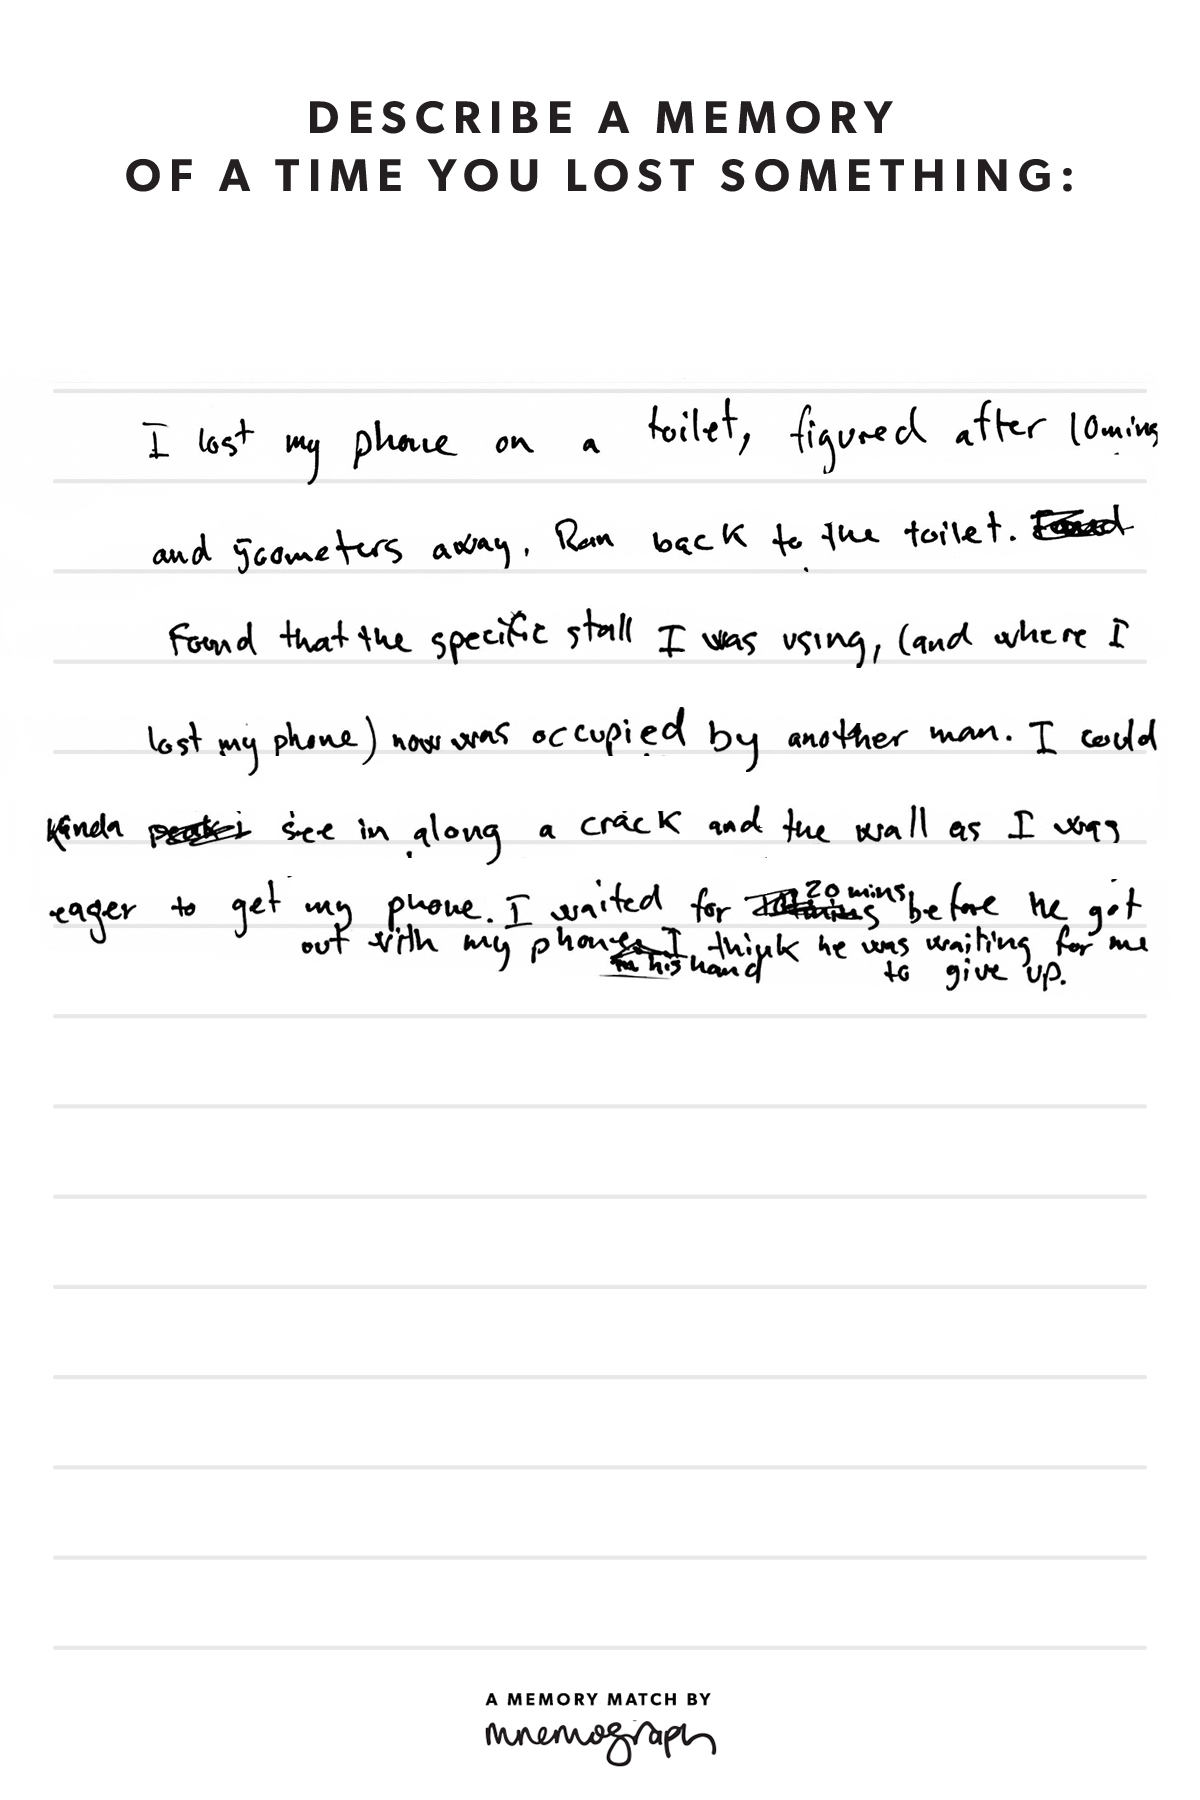 DESCRIBE A MEMORY
OF A TIME YOU LOST SOMETHING:
I lost my phone on a toilet, figured after 10mins
and 500meters away. Ran back to the toilet.
Found that the specific stall I was using, (and where I
lost my phone) now was occupied by another man. I could
kinda see in along a crack and the wall as I was
eager to get my phone. I waited for 20 mins before he got
out with my phone in his hand I think he was waiting for me
to give up.
A MEMORY MATCH BY
mnemograph